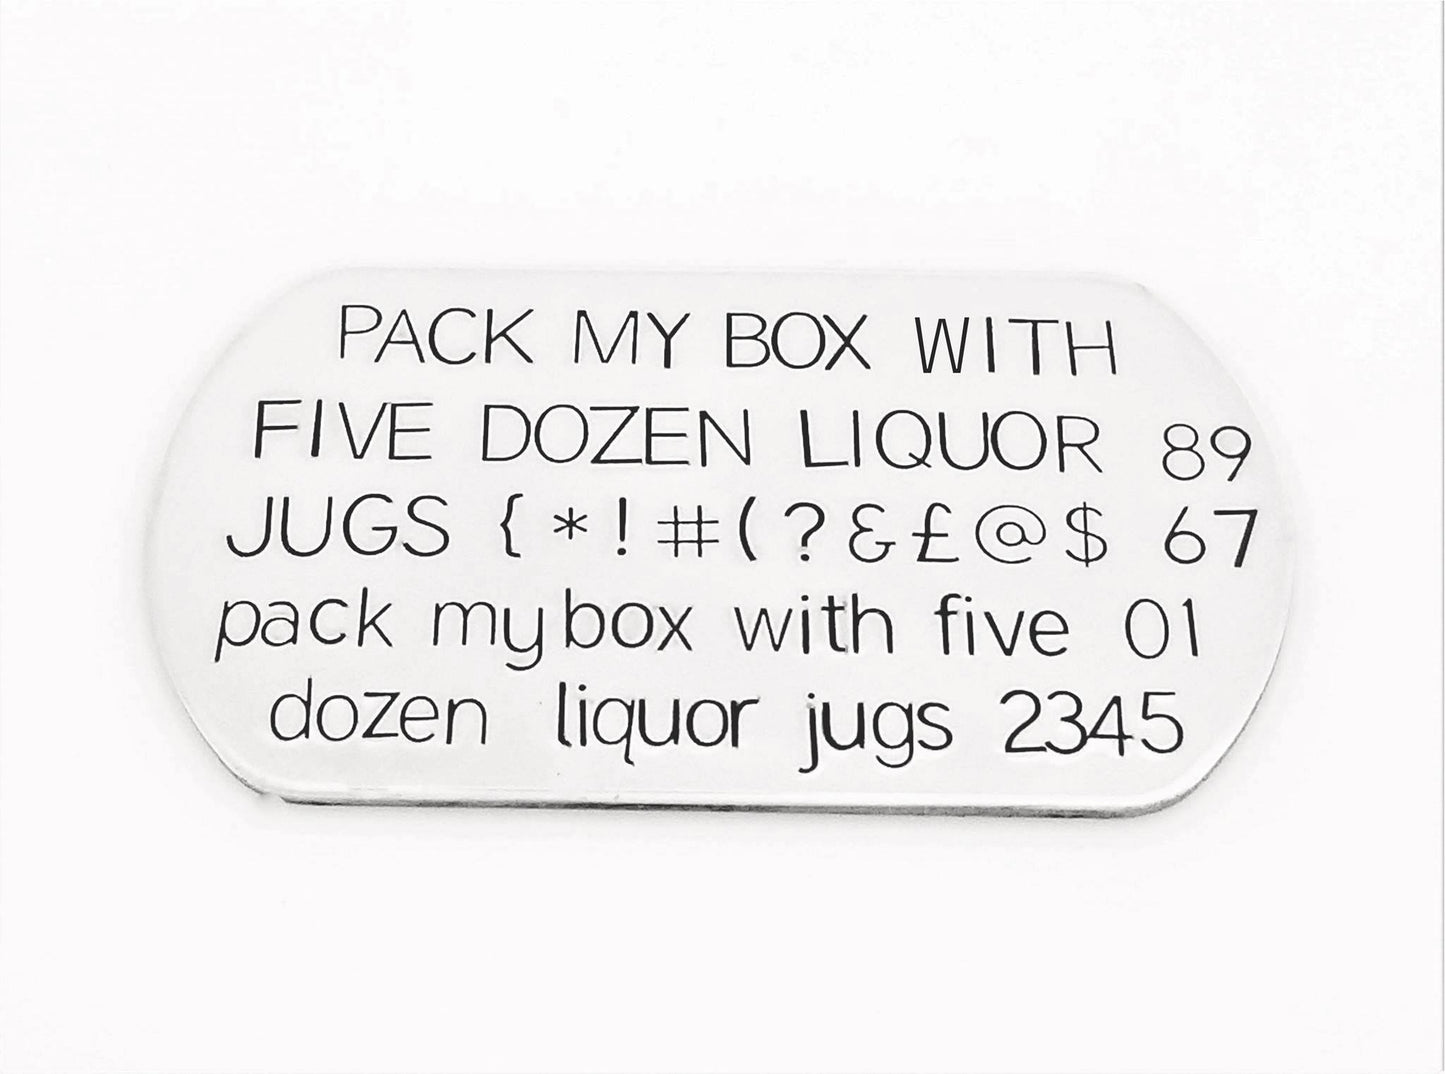 PACK MY BOX WITH
FIVE DOZEN LIQUOR 89
JUGS { * ! # ( ? & £ @ $ 67
pack my box with five 01
dozen liquor jugs 2345